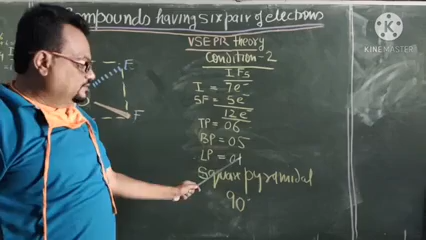 Compounds having six pair of electrons
VSEPR theory
Condition-2
IF5
I = 7e-
5F = 5e-
12e-
TP = 06
BP = 05
LP = 01
Square pyramidal
90°
F
F
KINEMASTER